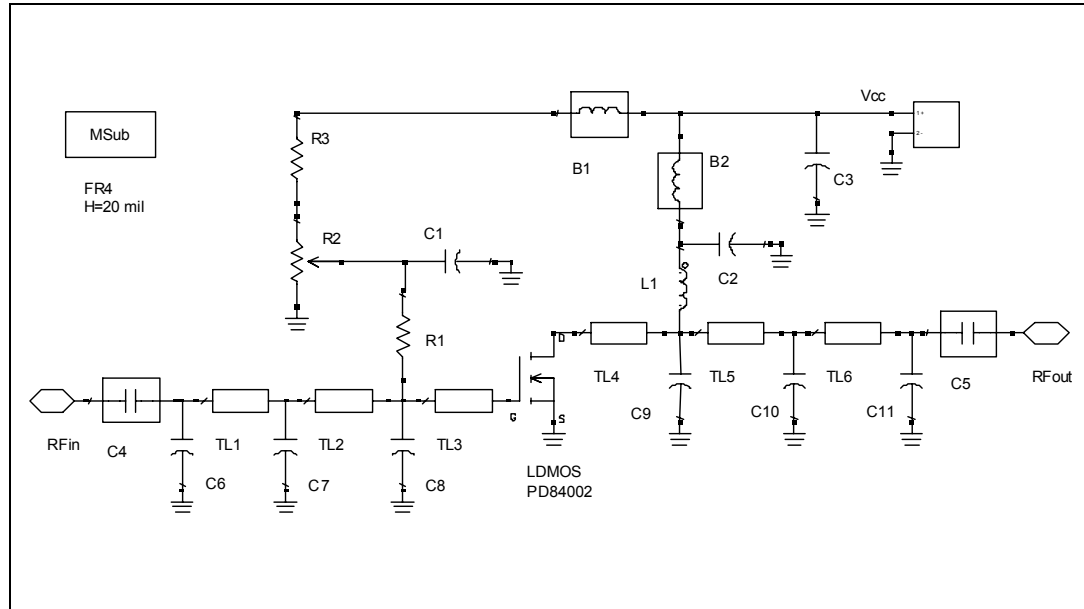 Vcc
1+
2-
MSub
R3
B1
B2
C3
FR4
H=20 mil
R2
C1
C2
L1
R1
D
TL4
TL5
TL6
C5
RFout
G
S
RFin
C4
TL1
TL2
TL3
C9
C10
C11
C6
C7
C8
LDMOS
PD84002